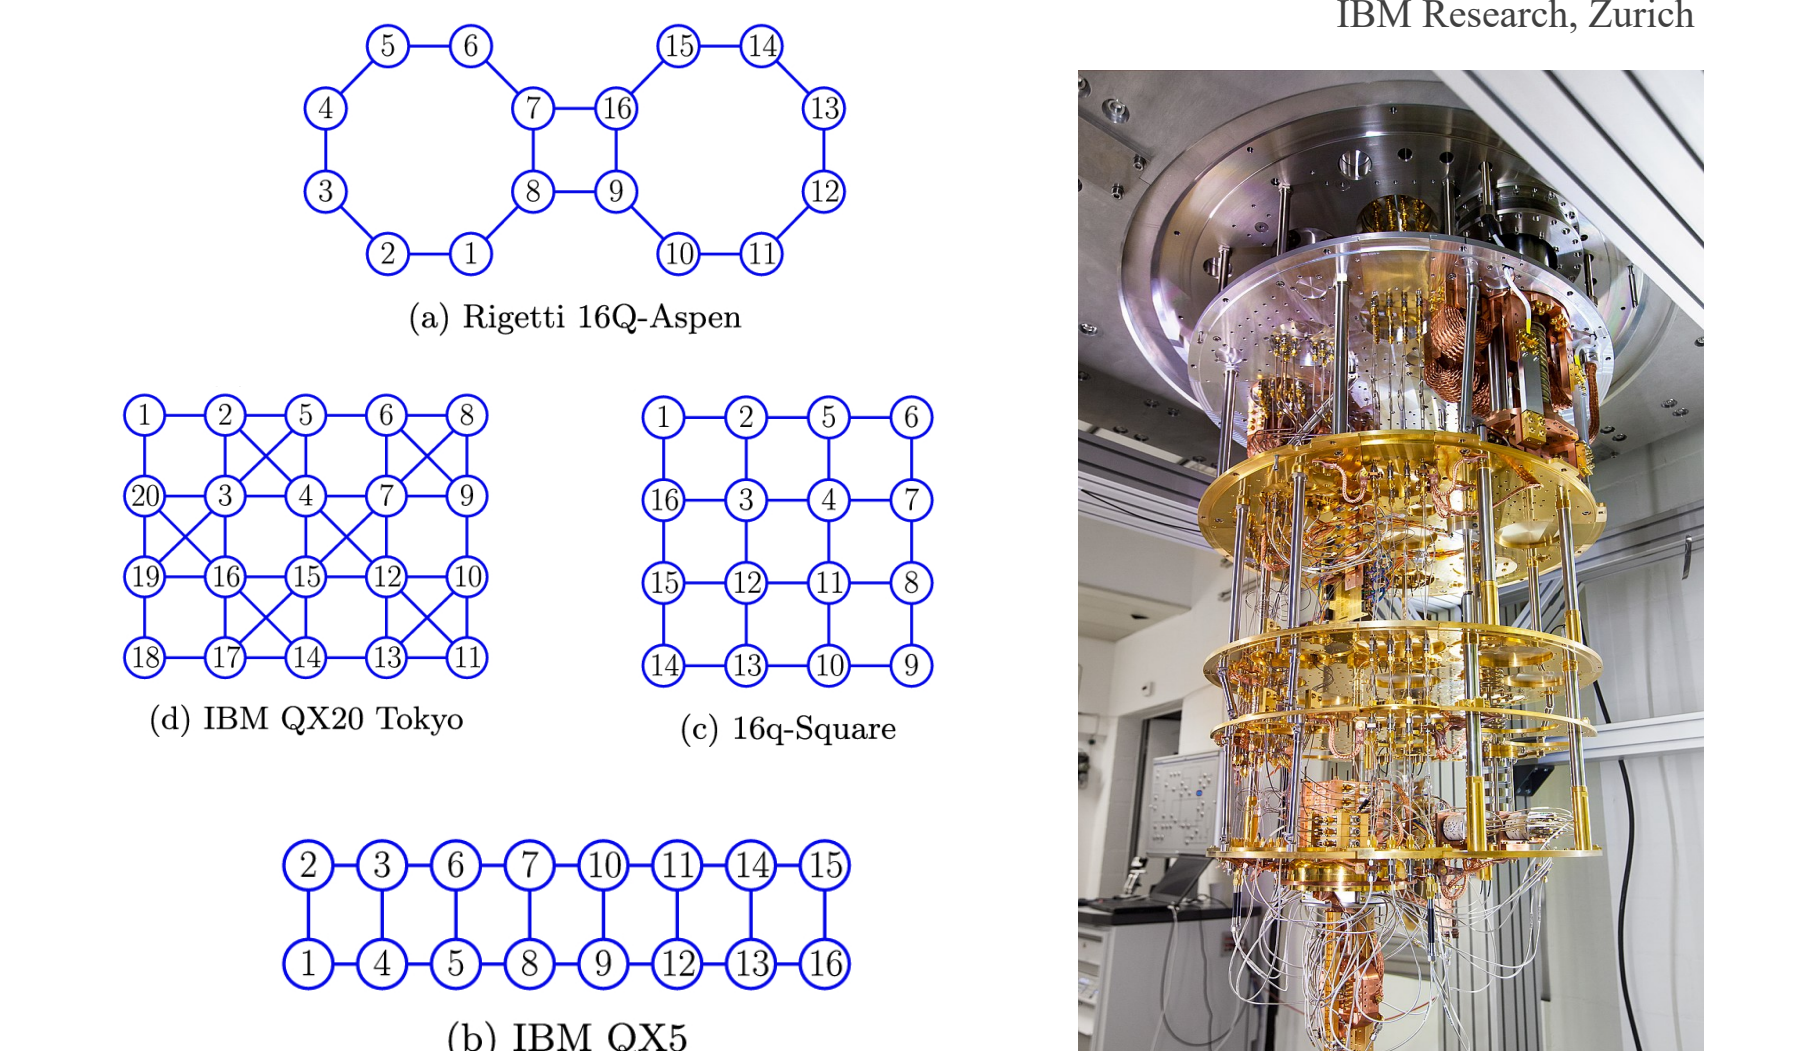 IBM Research, Zurich
5 6 15 14
4 7 16 13
3 8 9 12
2 1 10 11
(a) Rigetti 16Q-Aspen
1 2 5 6 8
20 3 4 7 9
19 16 15 12 10
18 17 14 13 11
(d) IBM QX20 Tokyo
1 2 5 6
16 3 4 7
15 12 11 8
14 13 10 9
(c) 16q-Square
2 3 6 7 10 11 14 15
1 4 5 8 9 12 13 16
(b) IBM QX5